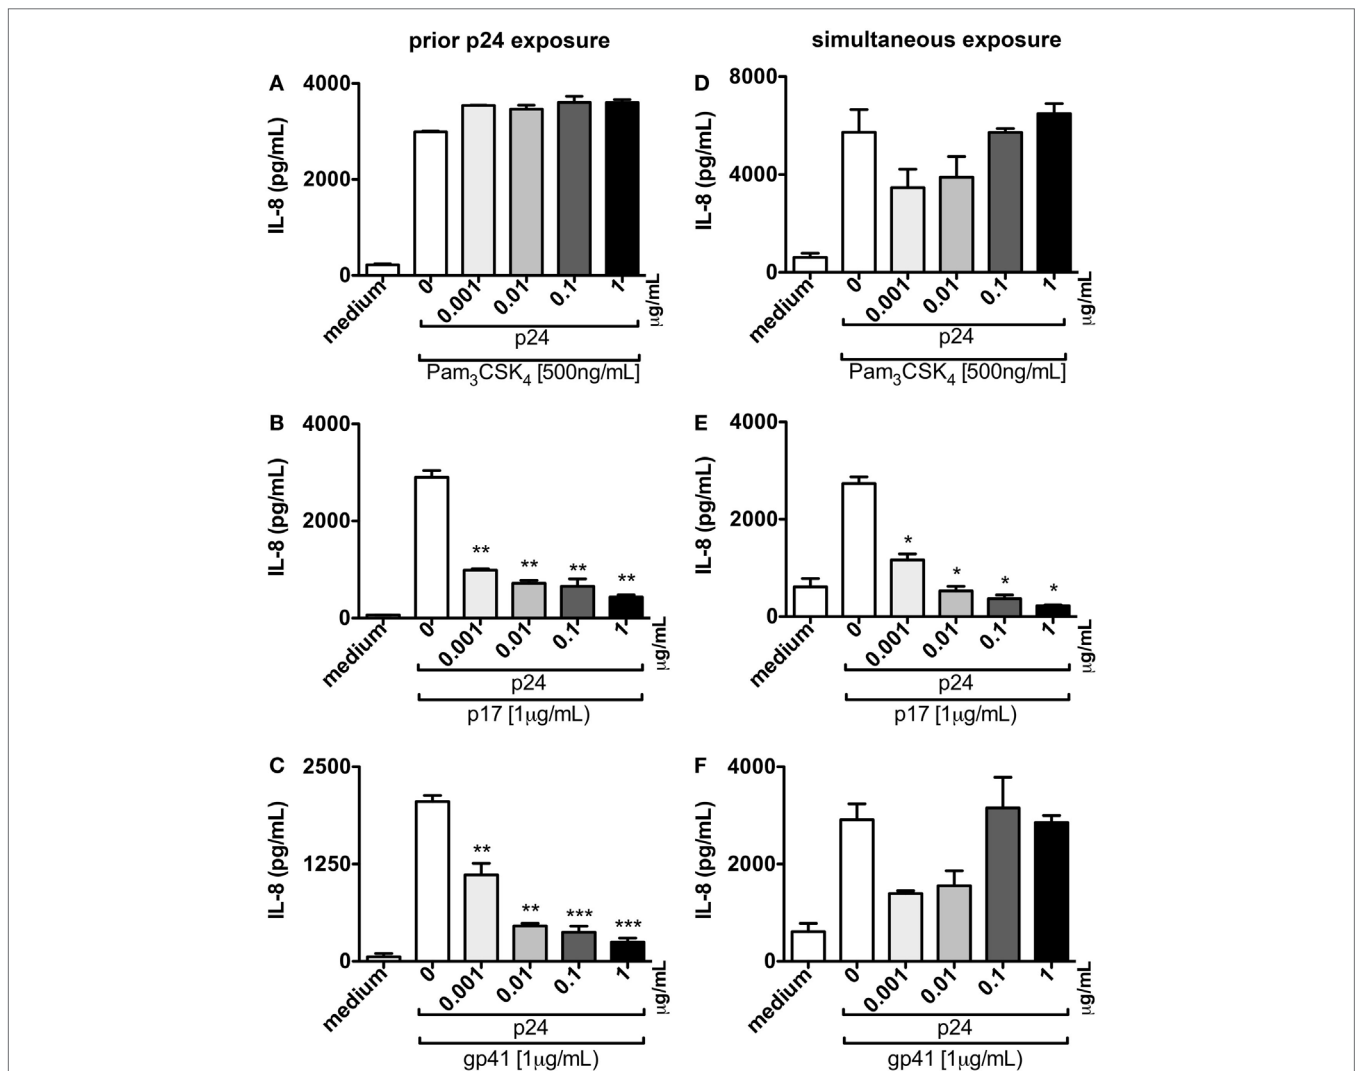 prior p24 exposure
simultaneous exposure
A
IL-8 (pg/mL)
4000
2000
0
medium
0
0.001
0.01
0.1
1
µg/mL
p24
Pam3CSK4 [500ng/mL]
D
IL-8 (pg/mL)
8000
4000
0
medium
0
0.001
0.01
0.1
1
µg/mL
p24
Pam3CSK4 [500ng/mL]
B
IL-8 (pg/mL)
4000
2000
0
** ** ** **
medium
0
0.001
0.01
0.1
1
µg/mL
p24
p17 [1µg/mL)
E
IL-8 (pg/mL)
4000
2000
0
* * * *
medium
0
0.001
0.01
0.1
1
µg/mL
p24
p17 [1µg/mL)
C
IL-8 (pg/mL)
2500
1250
0
** ** *** ***
medium
0
0.001
0.01
0.1
1
µg/mL
p24
gp41 [1µg/mL)
F
IL-8 (pg/mL)
4000
2000
0
medium
0
0.001
0.01
0.1
1
µg/mL
p24
gp41 [1µg/mL)